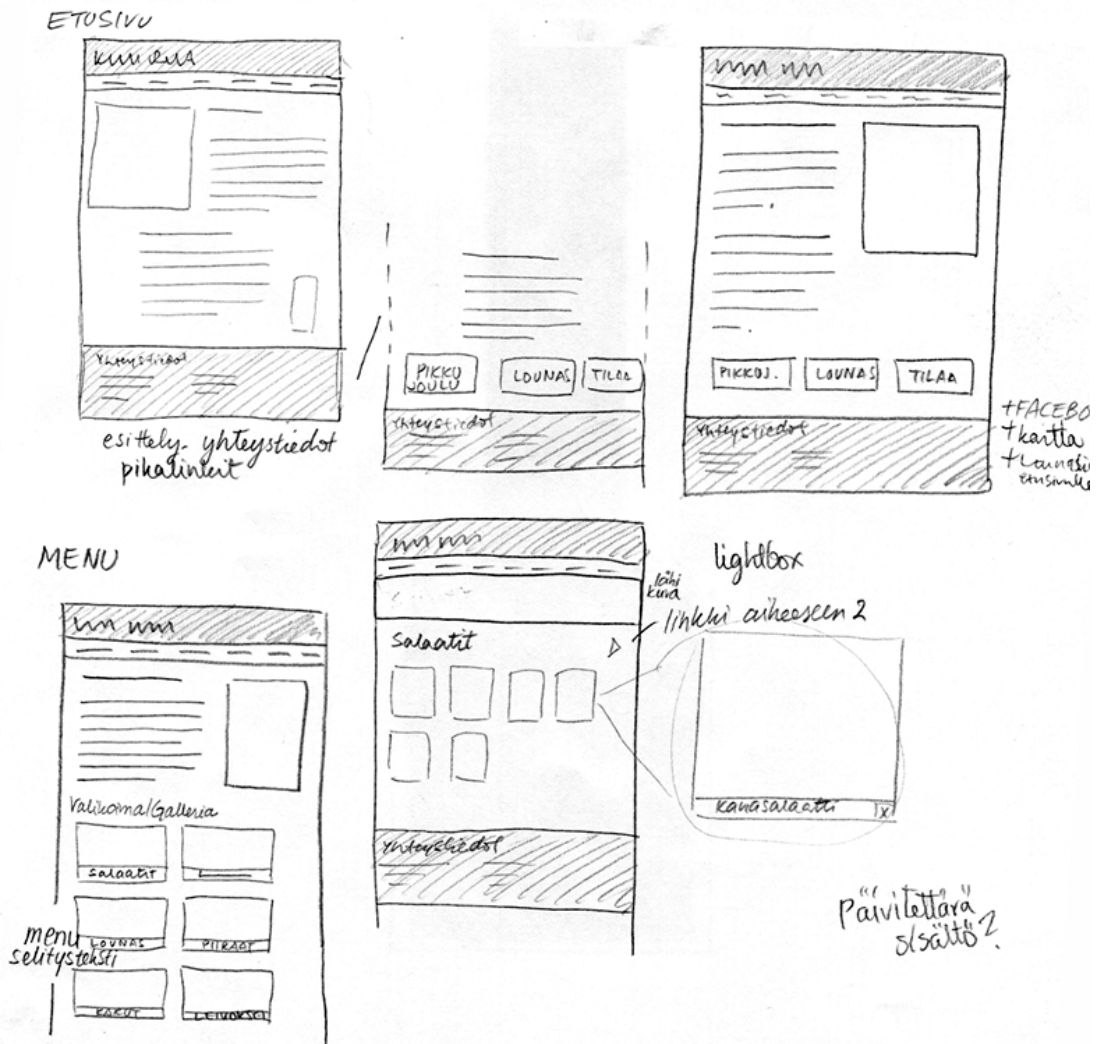 ETUSIVU
Yhteystiedot
esittely. yhteystiedot
pikalinkit
PIKKU
JOULU
LOUNAS
TILAA
Yhteystiedot
PIKKUJ.
LOUNAS
TILAA
Yhteystiedot
+FACEBO
+kartta
MENU
Valikoima/Galleria
Salaatit
LOUNAS
PIIRAAT
KAKUT
LEIVOKSET
menu
selitysteksti
Salaatit
Yhteystiedot
lightbox
lähi
kuva
linkki aiheeseen 2
Kanasalaatti
X
Päivitettävä
sisältö?